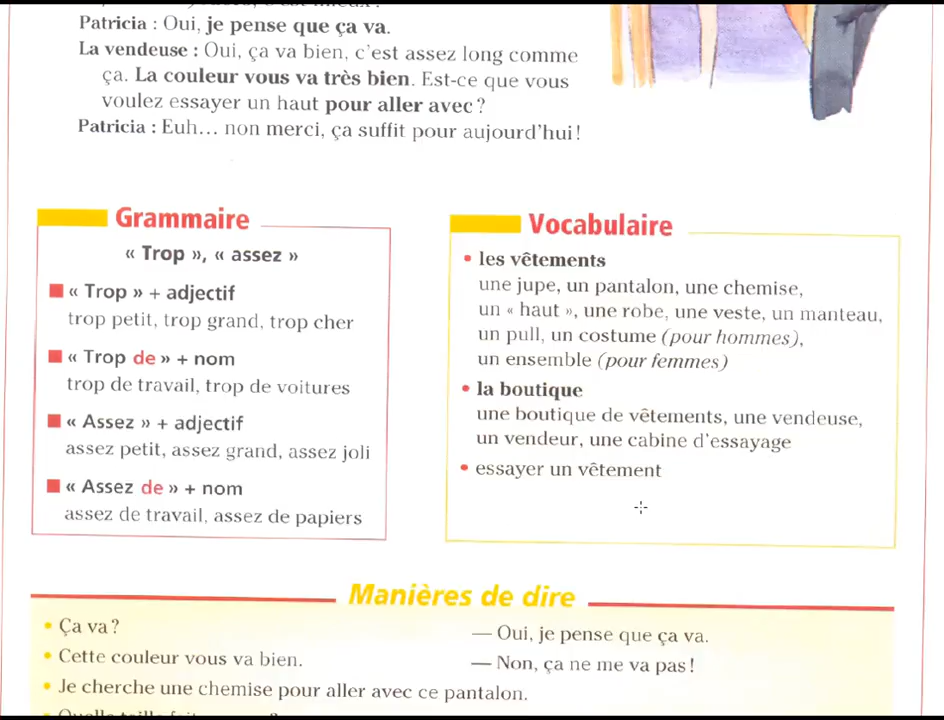 Patricia : Oui, je pense que ça va.
La vendeuse : Oui, ça va bien, c'est assez long comme
ça. La couleur vous va très bien. Est-ce que vous
voulez essayer un haut pour aller avec ?
Patricia : Euh... non merci, ça suffit pour aujourd'hui !
Grammaire
« Trop », « assez »
« Trop » + adjectif
trop petit, trop grand, trop cher
« Trop de » + nom
trop de travail, trop de voitures
« Assez » + adjectif
assez petit, assez grand, assez joli
« Assez de » + nom
assez de travail, assez de papiers
Vocabulaire
• les vêtements
une jupe, un pantalon, une chemise,
un « haut », une robe, une veste, un manteau,
un pull, un costume (pour hommes),
un ensemble (pour femmes)
• la boutique
une boutique de vêtements, une vendeuse,
un vendeur, une cabine d'essayage
• essayer un vêtement
Manières de dire
• Ça va ?
— Oui, je pense que ça va.
• Cette couleur vous va bien.
— Non, ça ne me va pas !
• Je cherche une chemise pour aller avec ce pantalon.